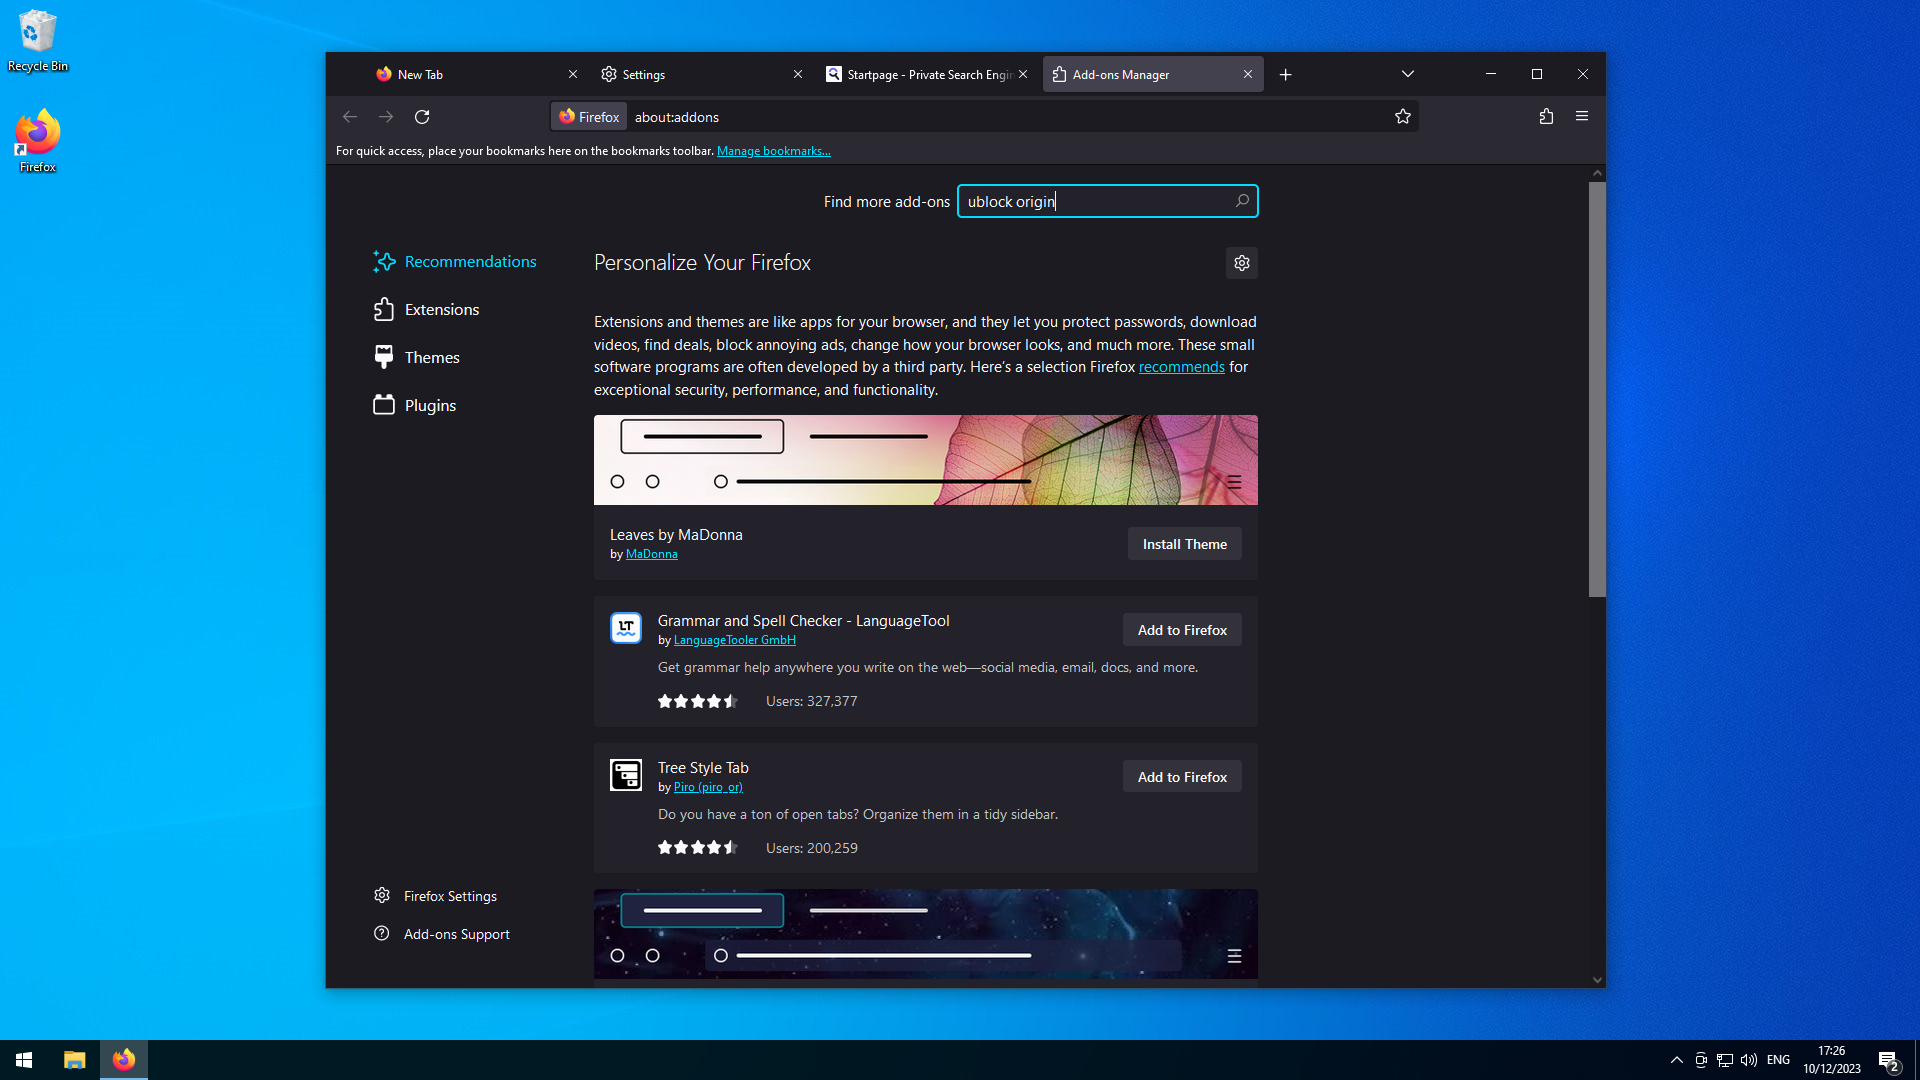 Recycle Bin
Firefox
New Tab
Settings
Startpage - Private Search Engin
Add-ons Manager
Firefox
about:addons
For quick access, place your bookmarks here on the bookmarks toolbar. Manage bookmarks...
Find more add-ons
ublock origin
Recommendations
Extensions
Themes
Plugins
Firefox Settings
Add-ons Support
Personalize Your Firefox
Extensions and themes are like apps for your browser, and they let you protect passwords, download
videos, find deals, block annoying ads, change how your browser looks, and much more. These small
software programs are often developed by a third party. Here's a selection Firefox recommends for
exceptional security, performance, and functionality.
Leaves by MaDonna
by MaDonna
Install Theme
LT
Grammar and Spell Checker - LanguageTool
by LanguageTooler GmbH
Add to Firefox
Get grammar help anywhere you write on the web—social media, email, docs, and more.
Users: 327,377
Tree Style Tab
by Piro (piro_or)
Add to Firefox
Do you have a ton of open tabs? Organize them in a tidy sidebar.
Users: 200,259
ENG
17:26
10/12/2023
2